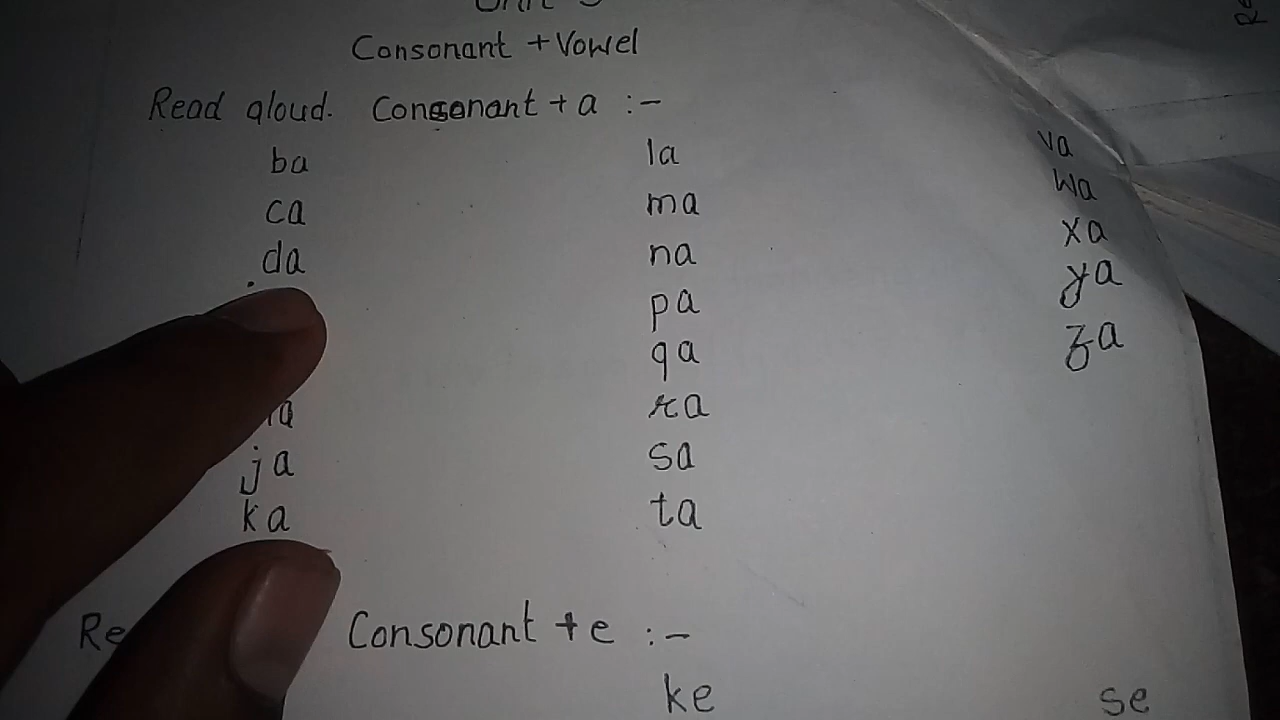 Consonant + Vowel
Read aloud. Consonant + a :-
ba
ca
da
ja
ka
la
ma
na
pa
qa
ra
sa
ta
va
wa
xa
ya
za
Consonant + e :-
ke
se